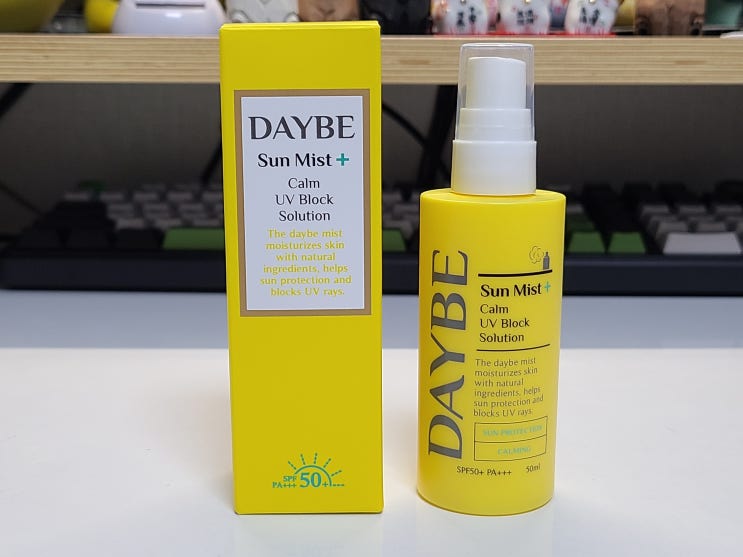 DAYBE
Sun Mist +
Calm
UV Block
Solution
The daybe mist
moisturizes skin
with natural
ingredients, helps
sun protection and
blocks UV rays.
SPF
PA+++ 50+
DAYBE
Sun Mist +
Calm
UV Block
Solution
The daybe mist
moisturizes skin
with natural
ingredients, helps
sun protection and
blocks UV rays.
SUN PROTECTION
CALMING
SPF50+ PA+++ 50ml